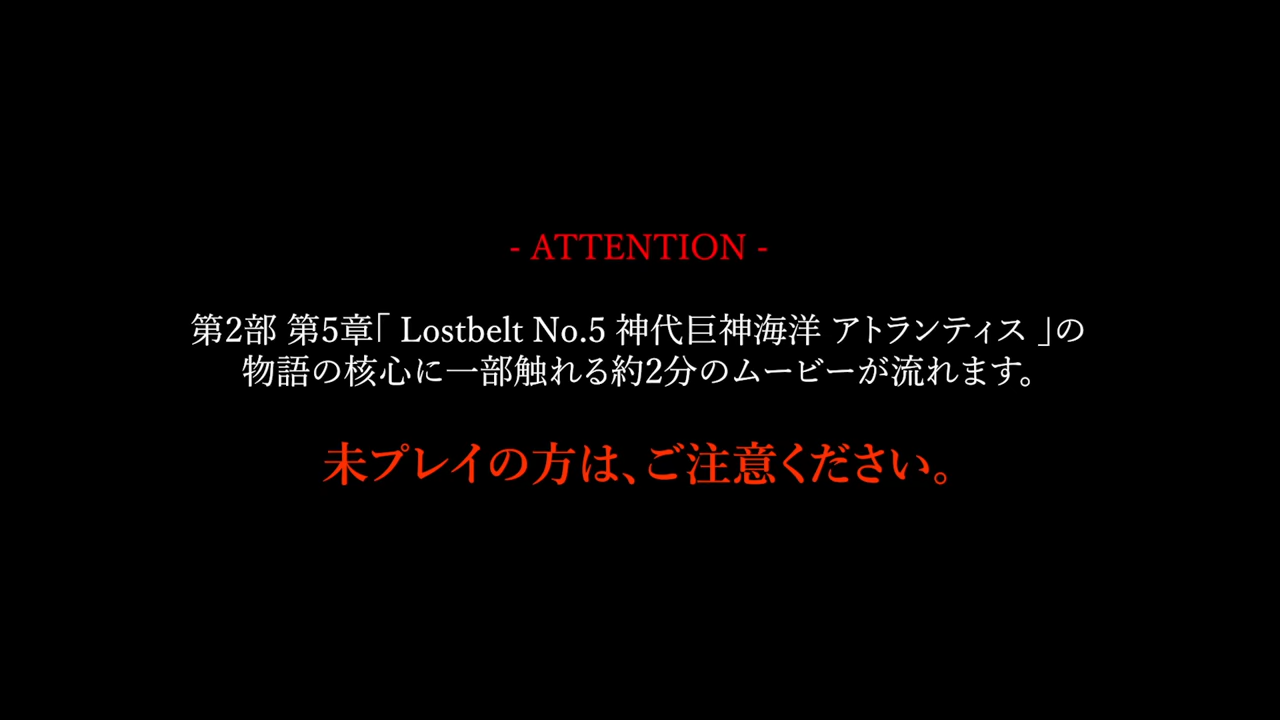 - ATTENTION -
第2部 第5章「 Lostbelt No.5 神代巨神海洋 アトランティス 」の
物語の核心に一部触れる約2分のムービーが流れます。
未プレイの方は、ご注意ください。